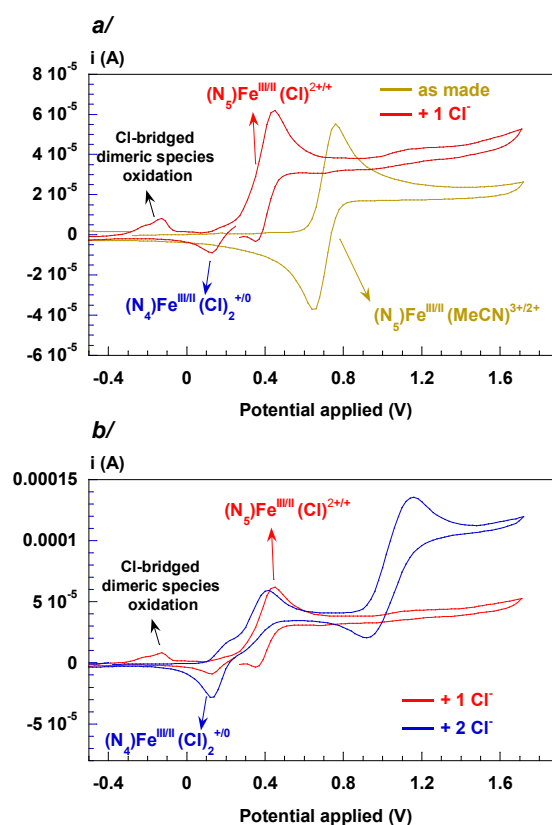 a/
i (A)
8 10⁻⁵
6 10⁻⁵
4 10⁻⁵
2 10⁻⁵
0
-2 10⁻⁵
-4 10⁻⁵
-6 10⁻⁵
(N₅)Feᴵᴵᴵ/ᴵᴵ(Cl)²⁺/⁺
as made
+ 1 Cl⁻
Cl-bridged
dimeric species
oxidation
(N₄)Feᴵᴵᴵ/ᴵᴵ(Cl)₂⁺/⁰
(N₅)Feᴵᴵᴵ/ᴵᴵ(MeCN)³⁺/²⁺
-0.4 0 0.4 0.8 1.2 1.6
Potential applied (V)
b/
i (A)
0.00015
0.0001
5 10⁻⁵
0
-5 10⁻⁵
(N₅)Feᴵᴵᴵ/ᴵᴵ(Cl)²⁺/⁺
Cl-bridged
dimeric species
oxidation
(N₄)Feᴵᴵᴵ/ᴵᴵ(Cl)₂⁺/⁰
+ 1 Cl⁻
+ 2 Cl⁻
-0.4 0 0.4 0.8 1.2 1.6
Potential applied (V)